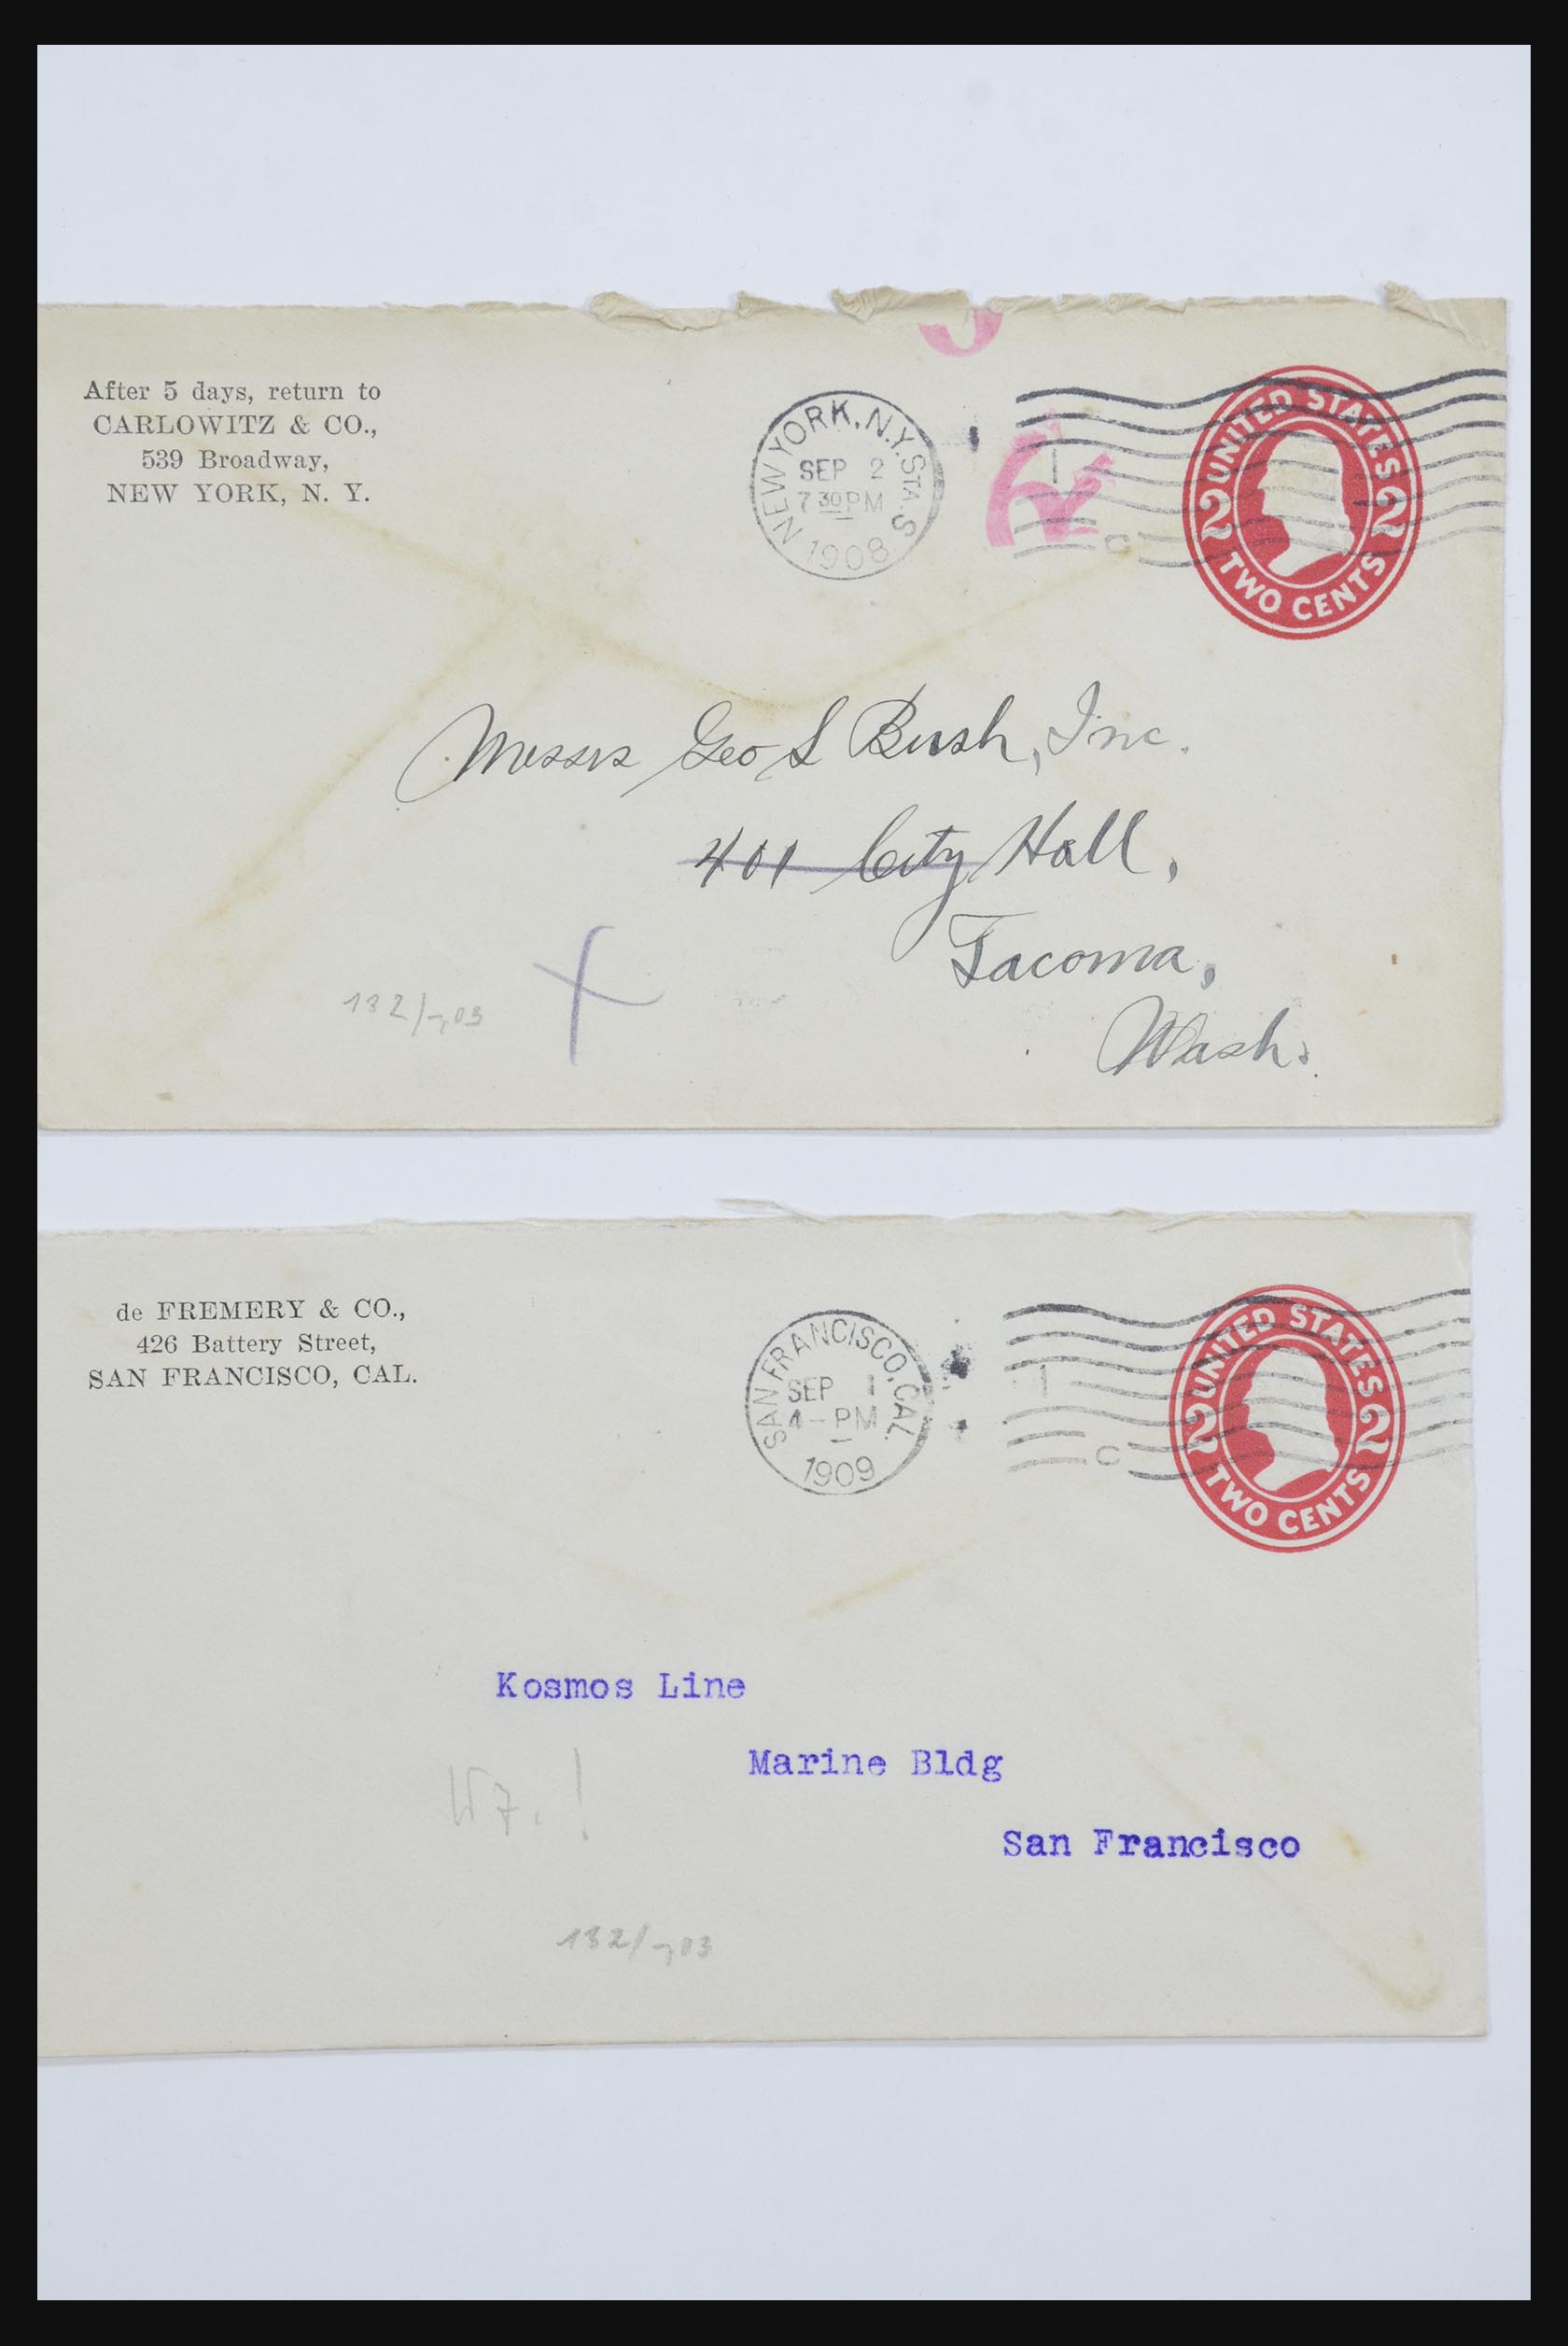 After 5 days, return to
CARLOWITZ & CO.,
539 Broadway,
NEW YORK, N. Y.
NEW YORK, N.Y. STA. S
SEP 2
7 30 PM
1908
1
C
UNITED STATES
2 2
TWO CENTS
Messrs Geo S Bush, Inc.
401 City Hall,
Tacoma,
Wash.
132/-,03
de FREMERY & CO.,
426 Battery Street,
SAN FRANCISCO, CAL.
SAN FRANCISCO, CAL.
SEP 1
4 - PM
1909
1
C
UNITED STATES
2 2
TWO CENTS
Kosmos Line
Marine Bldg
San Francisco
132/-,03